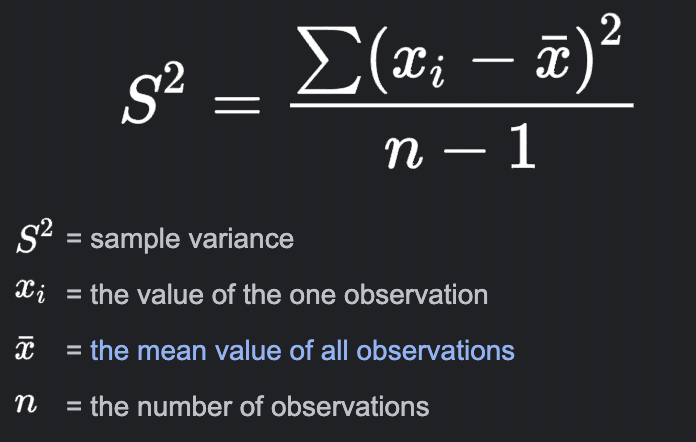 S² = ∑(xᵢ − x̄)² / n − 1
S² = sample variance
xᵢ = the value of the one observation
x̄ = the mean value of all observations
n = the number of observations